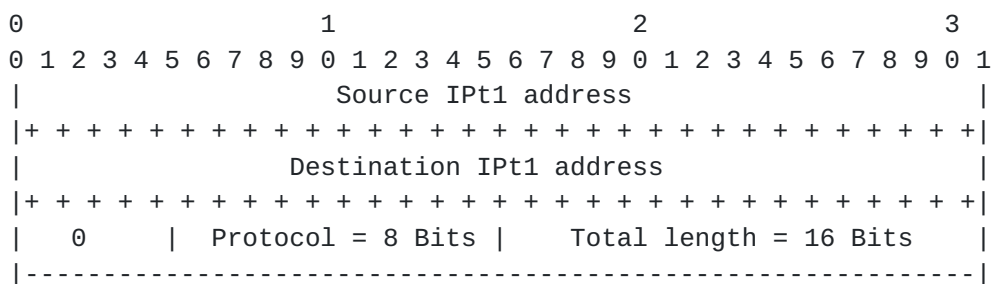 0                   1                   2                   3
0 1 2 3 4 5 6 7 8 9 0 1 2 3 4 5 6 7 8 9 0 1 2 3 4 5 6 7 8 9 0 1
|                    Source IPt1 address                      |
|+ + + + + + + + + + + + + + + + + + + + + + + + + + + + + + +|
|                 Destination IPt1 address                    |
|+ + + + + + + + + + + + + + + + + + + + + + + + + + + + + + +|
|   0     |  Protocol = 8 Bits |    Total length = 16 Bits    |
|-------------------------------------------------------------|